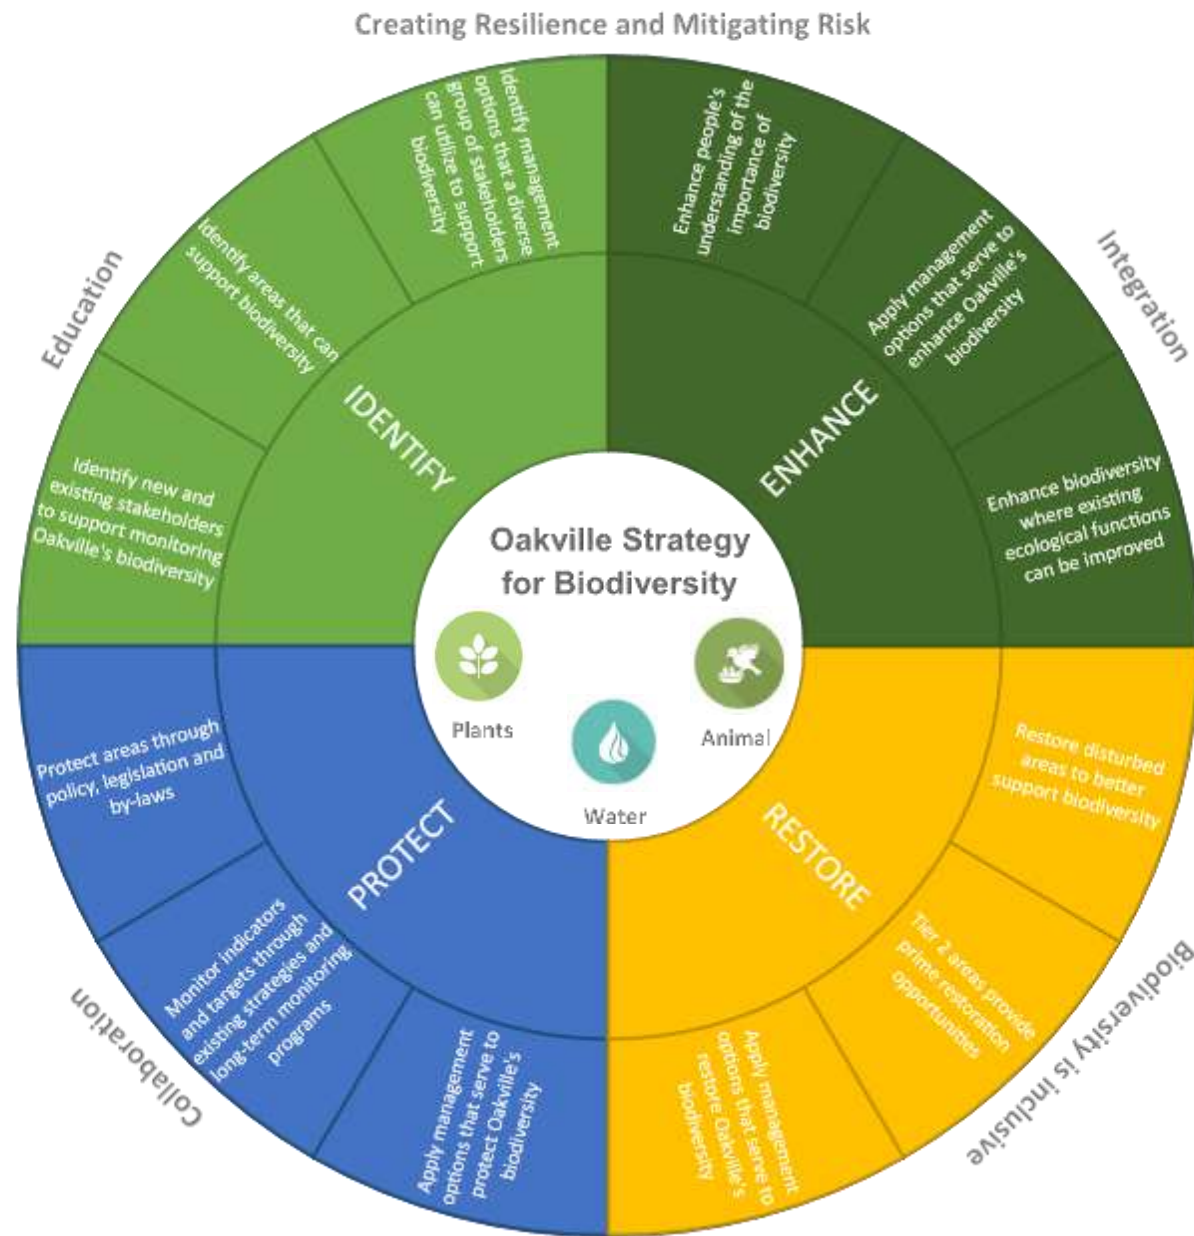 Creating Resilience and Mitigating Risk
Education
Integration
Collaboration
Biodiversity is inclusive
IDENTIFY
Identify new and
existing stakeholders
to support monitoring
Oakville's biodiversity
Identify areas that can
support biodiversity
Identify management
options that a diverse
group of stakeholders
can utilize to support
biodiversity
ENHANCE
Enhance people's
understanding of the
importance of
biodiversity
Apply management
options that serve to
enhance Oakville's
biodiversity
Enhance biodiversity
where existing
ecological functions
can be improved
Oakville Strategy
for Biodiversity
Plants
Water
Animal
PROTECT
Protect areas through
policy, legislation and
by-laws
Monitor indicators
and targets through
existing strategies and
long-term monitoring
programs
Apply management
options that serve to
protect Oakville's
biodiversity
RESTORE
Restore disturbed
areas to better
support biodiversity
Tier 2 areas provide
prime restoration
opportunities
Apply management
options that serve to
restore Oakville's
biodiversity